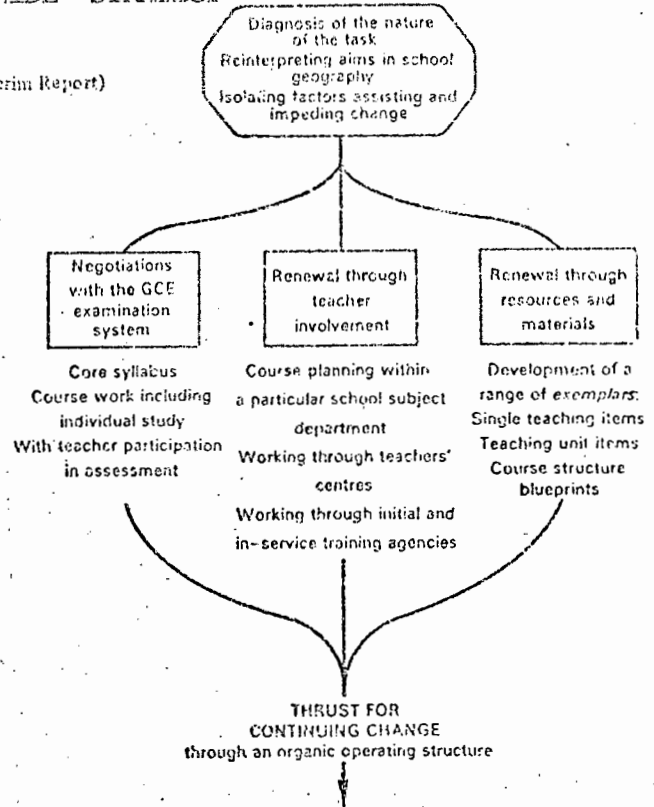 erim Report)
Diagnosis of the nature
of the task
Reinterpreting aims in school
geography
Isolating factors assisting and
impeding change
Negotiations
with the GCE
examination
system
Core syllabus
Course work including
individual study
With teacher participation
in assessment
Renewal through
teacher
involvement
Course planning within
a particular school subject
department
Working through teachers'
centres
Working through initial and
in-service training agencies
Renewal through
resources and
materials
Development of a
range of exemplars:
Single teaching items
Teaching unit items
Course structure
blueprints
THRUST FOR
CONTINUING CHANGE
through an organic operating structure